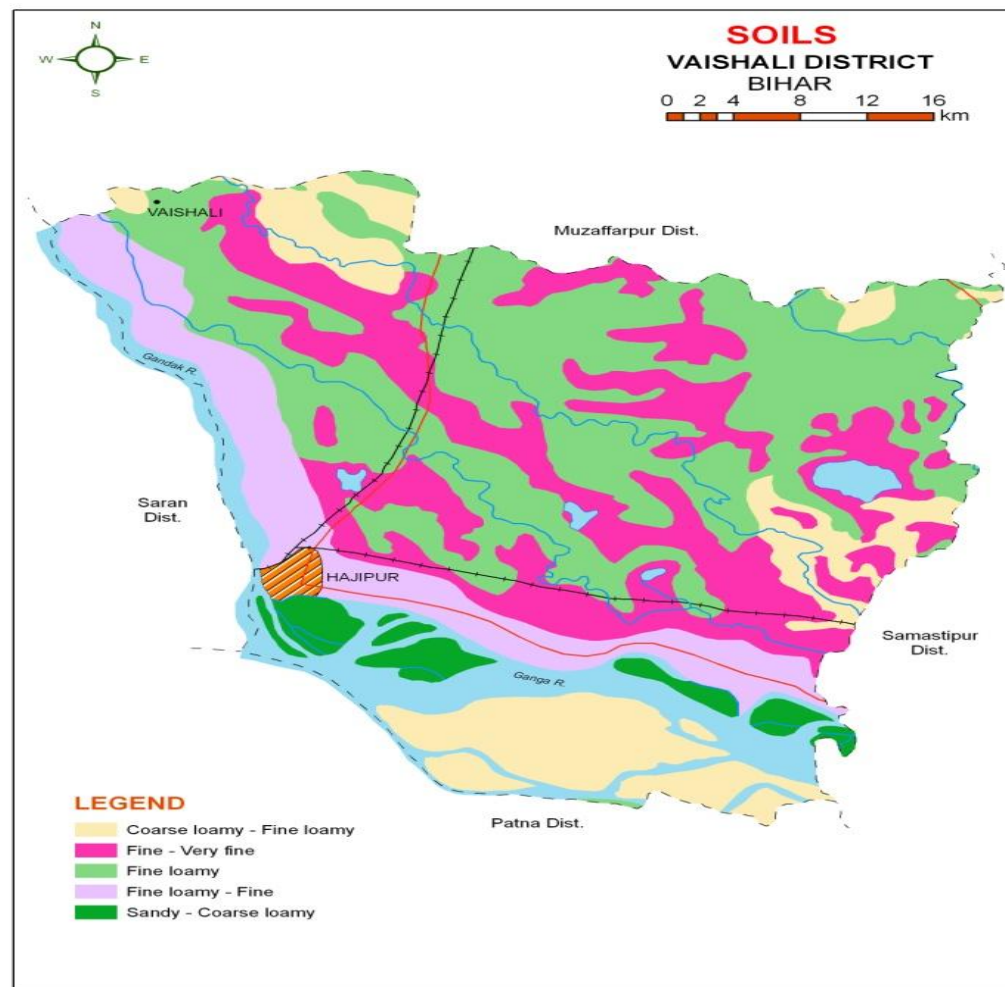 N
W E
S
SOILS
VAISHALI DISTRICT
BIHAR
0 2 4 8 12 16
km
VAISHALI
Muzaffarpur Dist.
Gandak R.
Saran
Dist.
HAJIPUR
Samastipur
Dist.
Ganga R.
Patna Dist.
LEGEND
Coarse loamy - Fine loamy
Fine - Very fine
Fine loamy
Fine loamy - Fine
Sandy - Coarse loamy